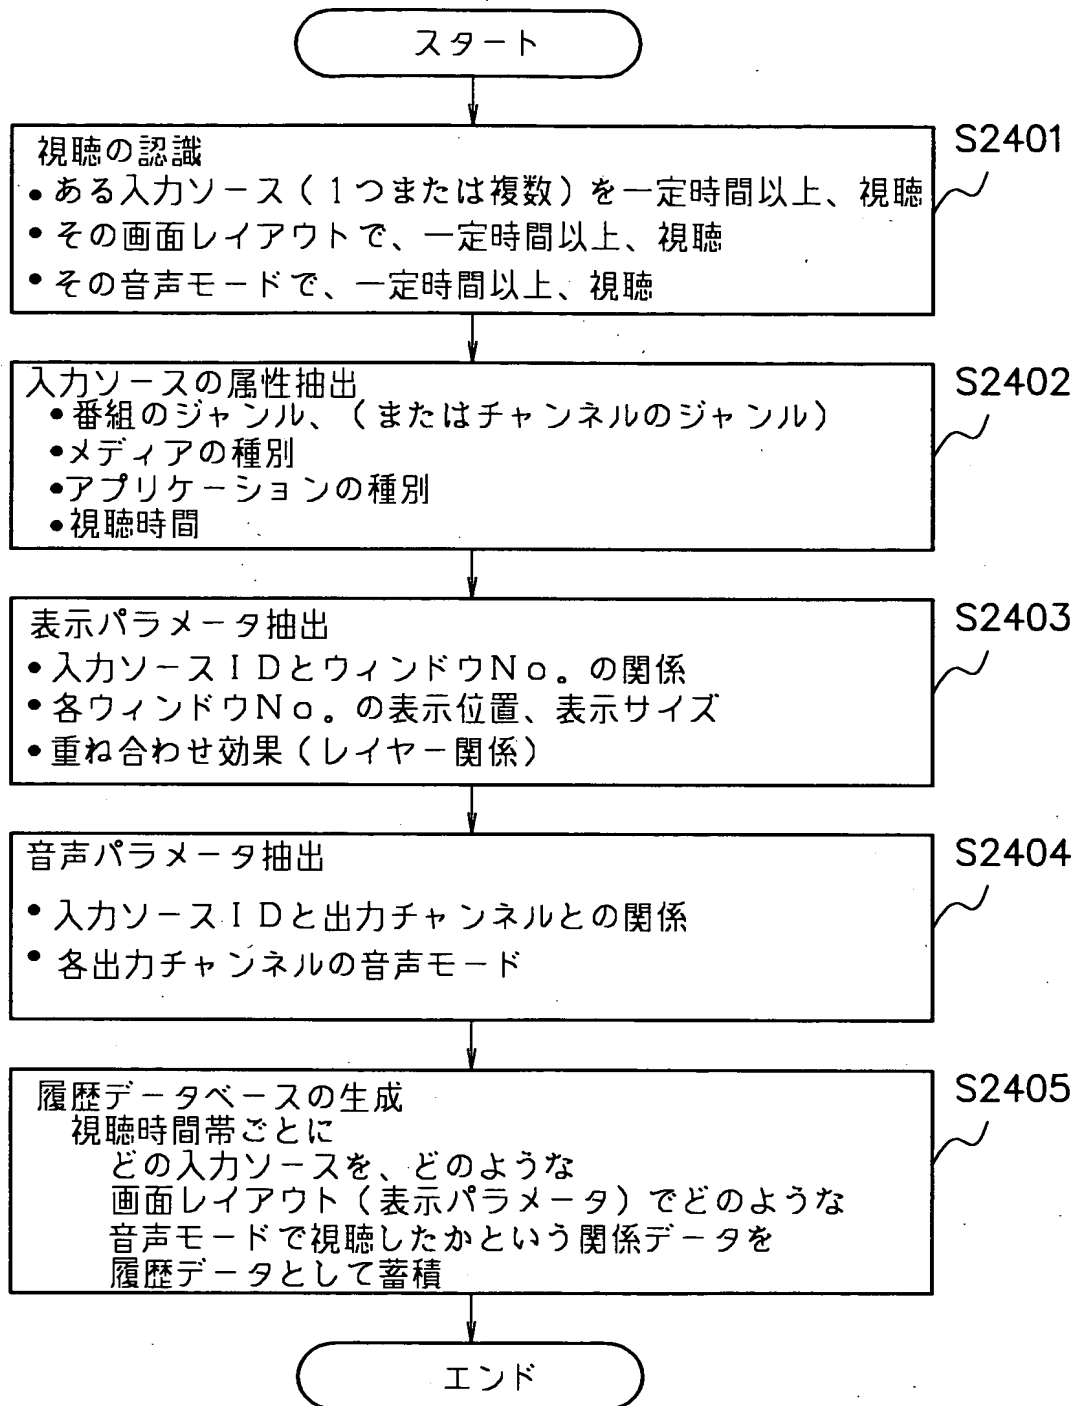 スタート
視聴の認識
S2401
•ある入力ソース（１つまたは複数）を一定時間以上、視聴
•その画面レイアウトで、一定時間以上、視聴
•その音声モードで、一定時間以上、視聴
入力ソースの属性抽出
S2402
•番組のジャンル、（またはチャンネルのジャンル）
•メディアの種別
•アプリケーションの種別
•視聴時間
表示パラメータ抽出
S2403
•入力ソースＩＤとウィンドウＮｏ。の関係
•各ウィンドウＮｏ。の表示位置、表示サイズ
•重ね合わせ効果（レイヤー関係）
音声パラメータ抽出
S2404
•入力ソースＩＤと出力チャンネルとの関係
•各出力チャンネルの音声モード
履歴データベースの生成
S2405
視聴時間帯ごとに
どの入力ソースを、どのような
画面レイアウト（表示パラメータ）でどのような
音声モードで視聴したかという関係データを
履歴データとして蓄積
エンド